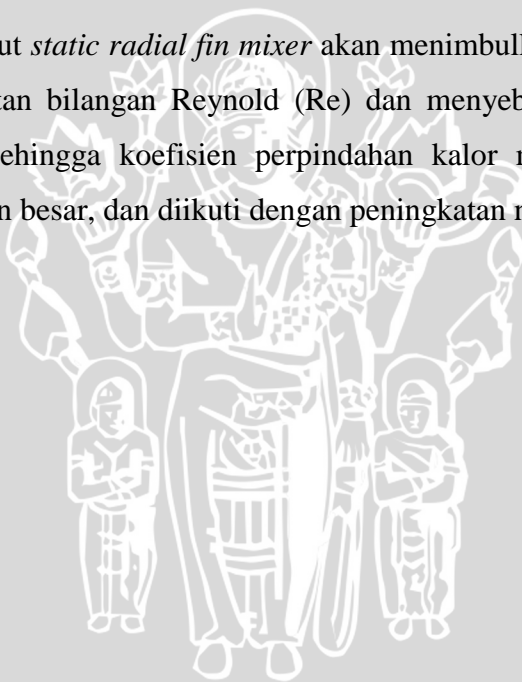 ut static radial fin mixer akan menimbull
tan bilangan Reynold (Re) dan menyeb
ehingga koefisien perpindahan kalor
n besar, dan diikuti dengan peningkatan